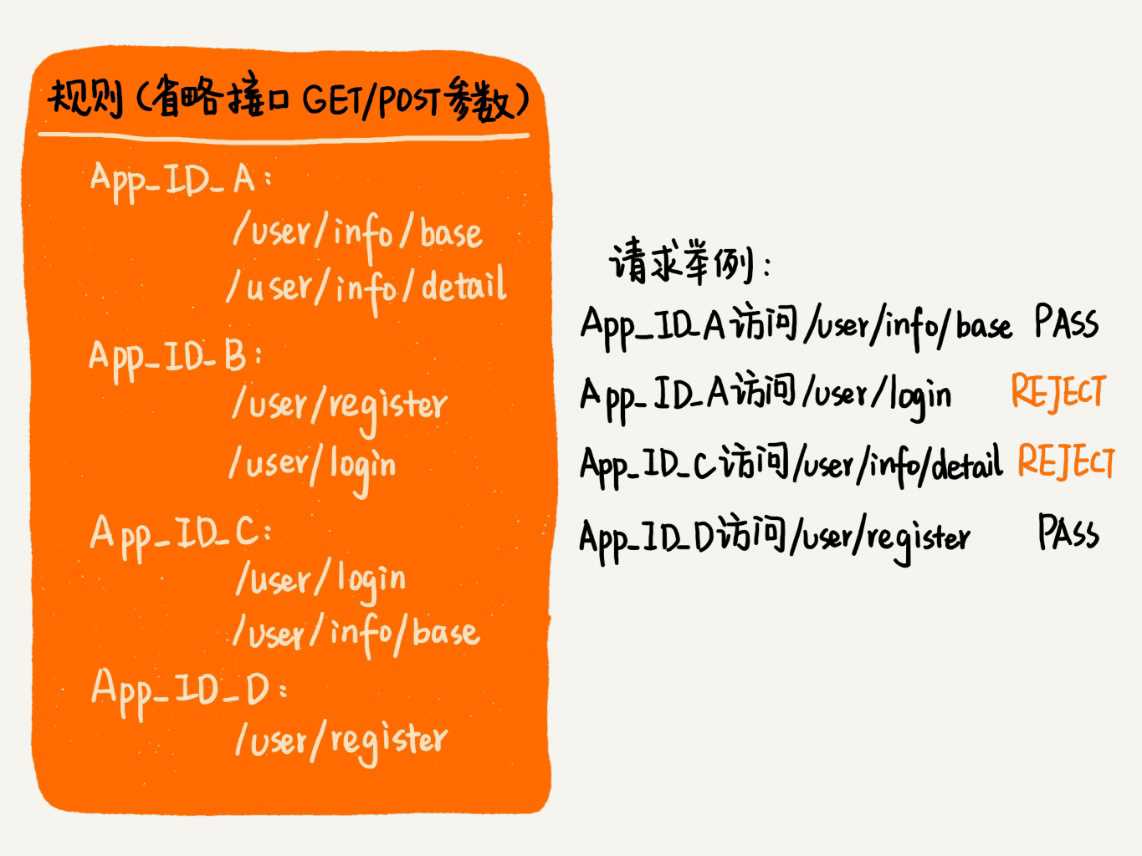 规则(省略接口 GET/POST参数)
App_ID_A:
/user/info/base
/user/info/detail
App_ID_B:
/user/register
/user/login
App_ID_C:
/user/login
/user/info/base
App_ID_D:
/user/register
请求举例:
App_ID_A访问/user/info/base PASS
App_ID_A访问/user/login REJECT
App_ID_C访问/user/info/detail REJECT
App_ID_D访问/user/register PASS